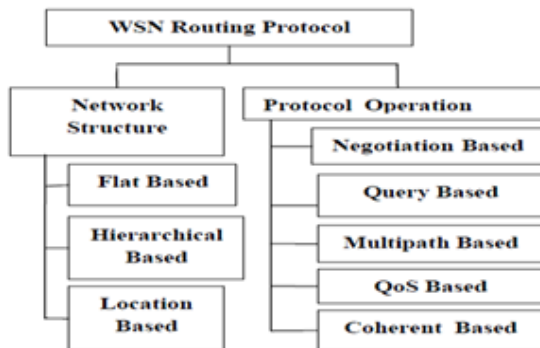 WSN Routing Protocol
Network
Structure
Flat Based
Hierarchical
Based
Location
Based
Protocol Operation
Negotiation Based
Query Based
Multipath Based
QoS Based
Coherent Based